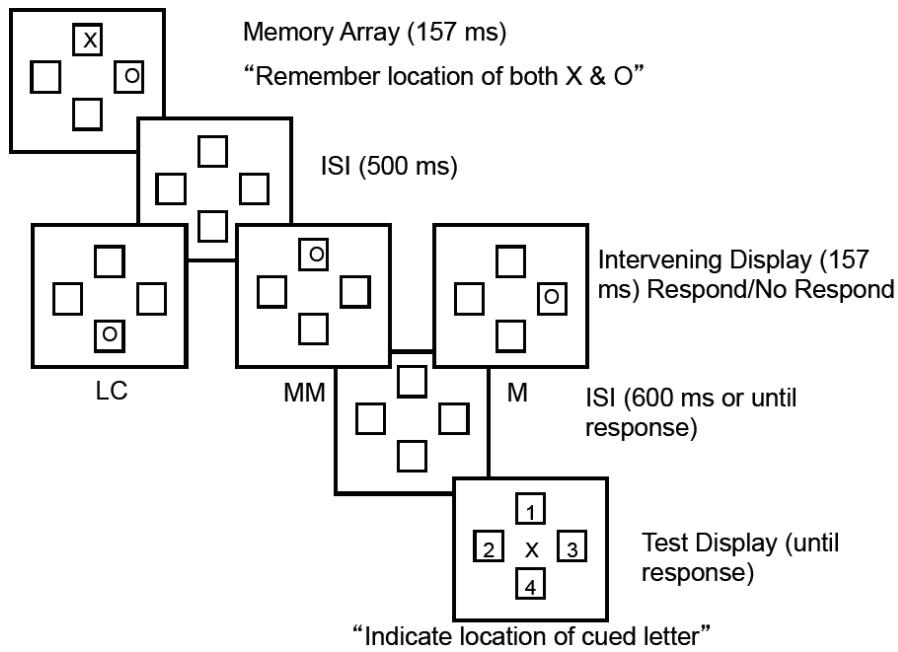 X
Memory Array (157 ms)
O
“Remember location of both X & O”
ISI (500 ms)
O
O
O
Intervening Display (157
ms) Respond/No Respond
LC
MM
M
ISI (600 ms or until
response)
1
2 X 3
4
Test Display (until
response)
“Indicate location of cued letter”